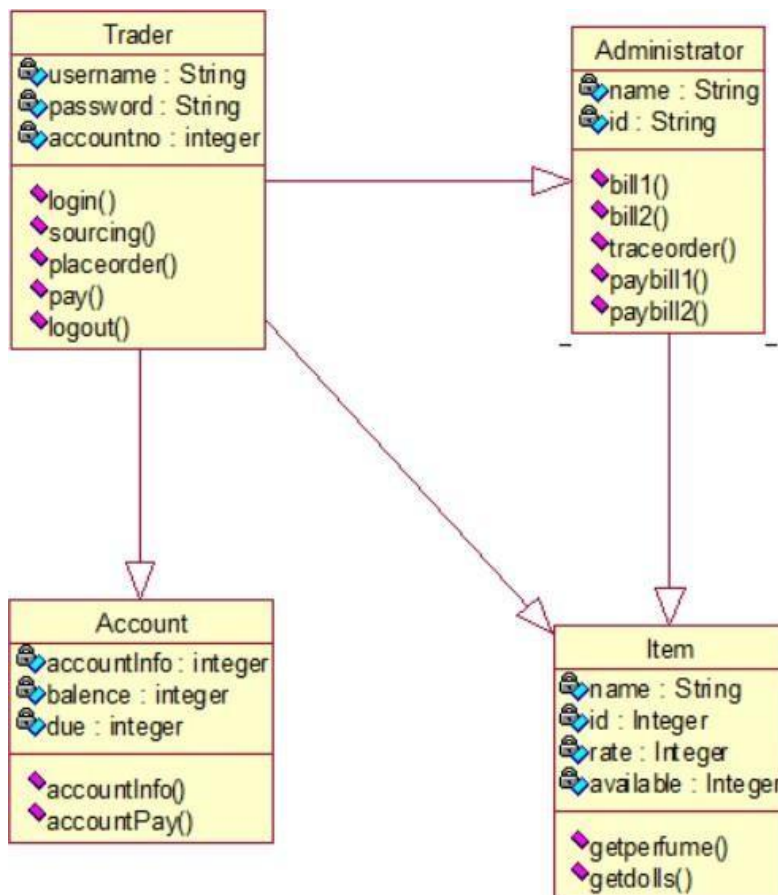 Trader
username : String
password : String
accountno : integer
login()
sourcing()
placeorder()
pay()
logout()
Administrator
name : String
id : String
bill1()
bill2()
traceorder()
paybill1()
paybill2()
Account
accountInfo : integer
balence : integer
due : integer
accountInfo()
accountPay()
Item
name : String
id : Integer
rate : Integer
available : Integer
getperfume()
getdolls()